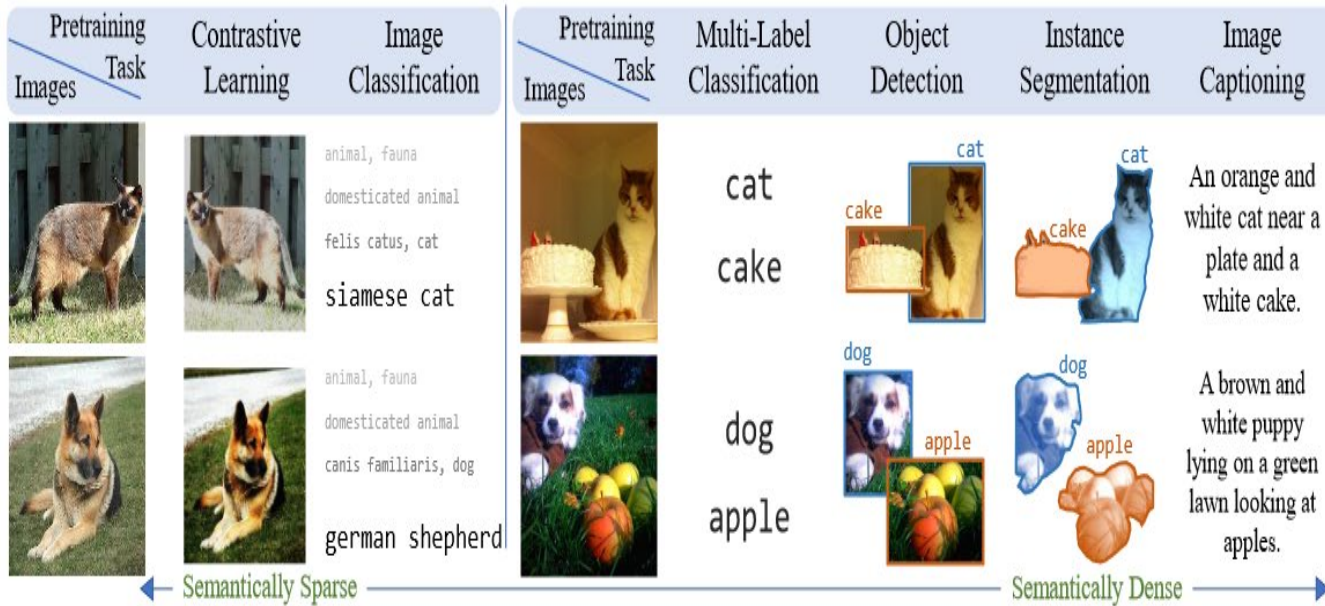 Pretraining
Task
Images
Contrastive
Learning
Image
Classification
Pretraining
Task
Images
Multi-Label
Classification
Object
Detection
Instance
Segmentation
Image
Captioning
animal, fauna
domesticated animal
felis catus, cat
siamese cat
cat
cake
cat
cake
cat
cake
An orange and
white cat near a
plate and a
white cake.
animal, fauna
domesticated animal
canis familiaris, dog
german shepherd
dog
apple
dog
apple
dog
apple
A brown and
white puppy
lying on a green
lawn looking at
apples.
Semantically Sparse
Semantically Dense